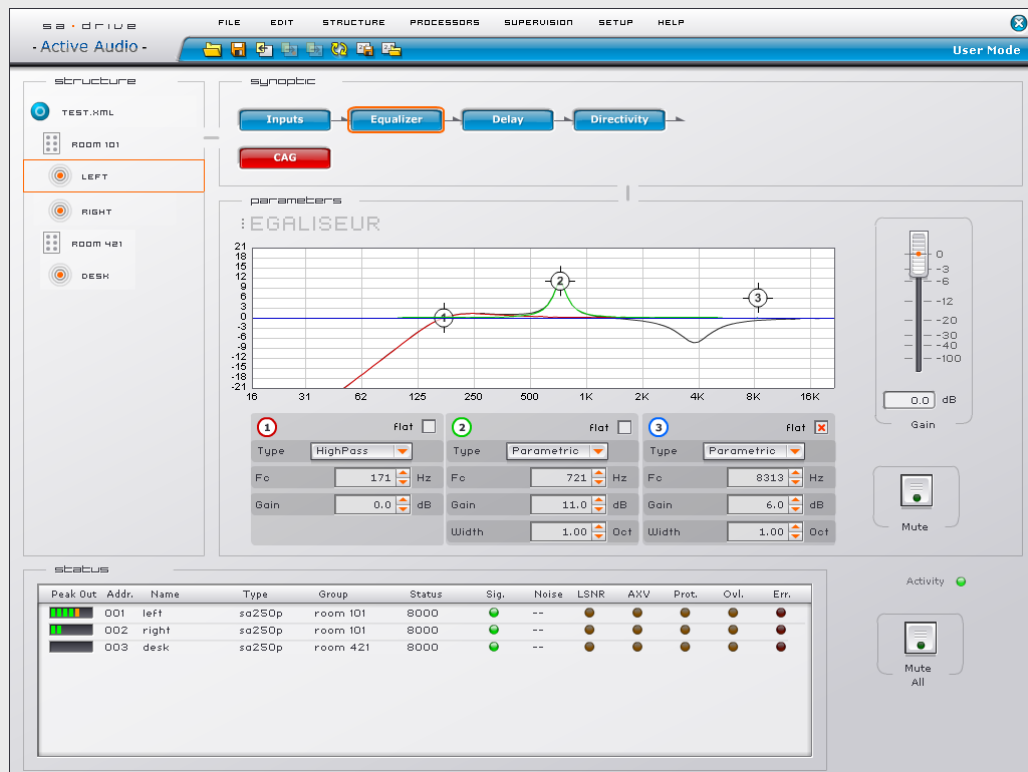 sa·drive
- Active Audio -
FILE EDIT STRUCTURE PROCESSORS SUPERVISION SETUP HELP
User Mode
structure
TEST.XML
ROOM 101
LEFT
RIGHT
ROOM 421
DESK
synoptic
Inputs Equalizer Delay Directivity
CAG
parameters
EGALISEUR
21
18
15
12
9
6
3
0
-3
-6
-9
-12
-15
-18
-21
1 2 3
16 31 62 125 250 500 1K 2K 4K 8K 16K
1 flat
Type HighPass
Fc 171 Hz
Gain 0.0 dB
2 flat
Type Parametric
Fc 721 Hz
Gain 11.0 dB
Width 1.00 Oct
3 flat
Type Parametric
Fc 8313 Hz
Gain 6.0 dB
Width 1.00 Oct
0
-3
-6
-12
-20
-30
-40
-100
0.0 dB
Gain
Mute
status
Peak Out Addr. Name Type Group Status Sig. Noise LSNR AXV Prot. Ovl. Err.
001 left sa250p room 101 8000 --
002 right sa250p room 101 8000 --
003 desk sa250p room 421 8000 --
Activity
Mute
All